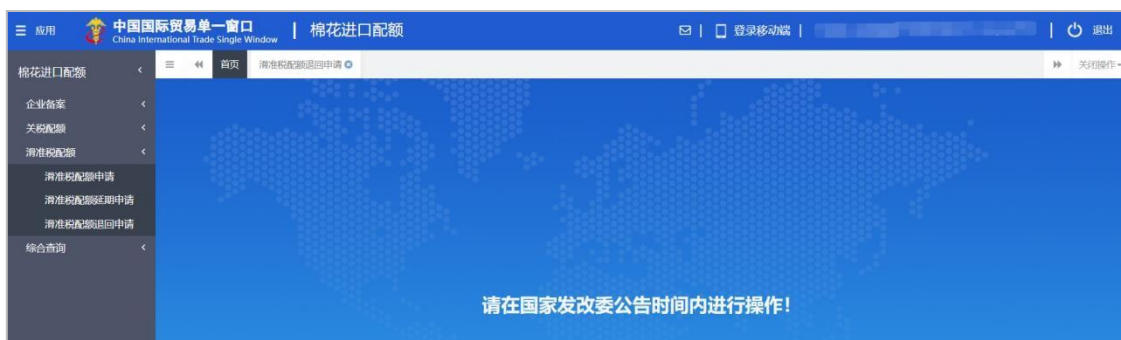 应用 中国国际贸易单一窗口 棉花进口配额 登录移动端 退出
China International Trade Single Window
棉花进口配额 首页 滑准税配额退回申请 关闭操作
企业备案
关税配额
滑准税配额
滑准税配额申请
滑准税配额延期申请
滑准税配额退回申请
综合查询
请在国家发改委公告时间内进行操作！